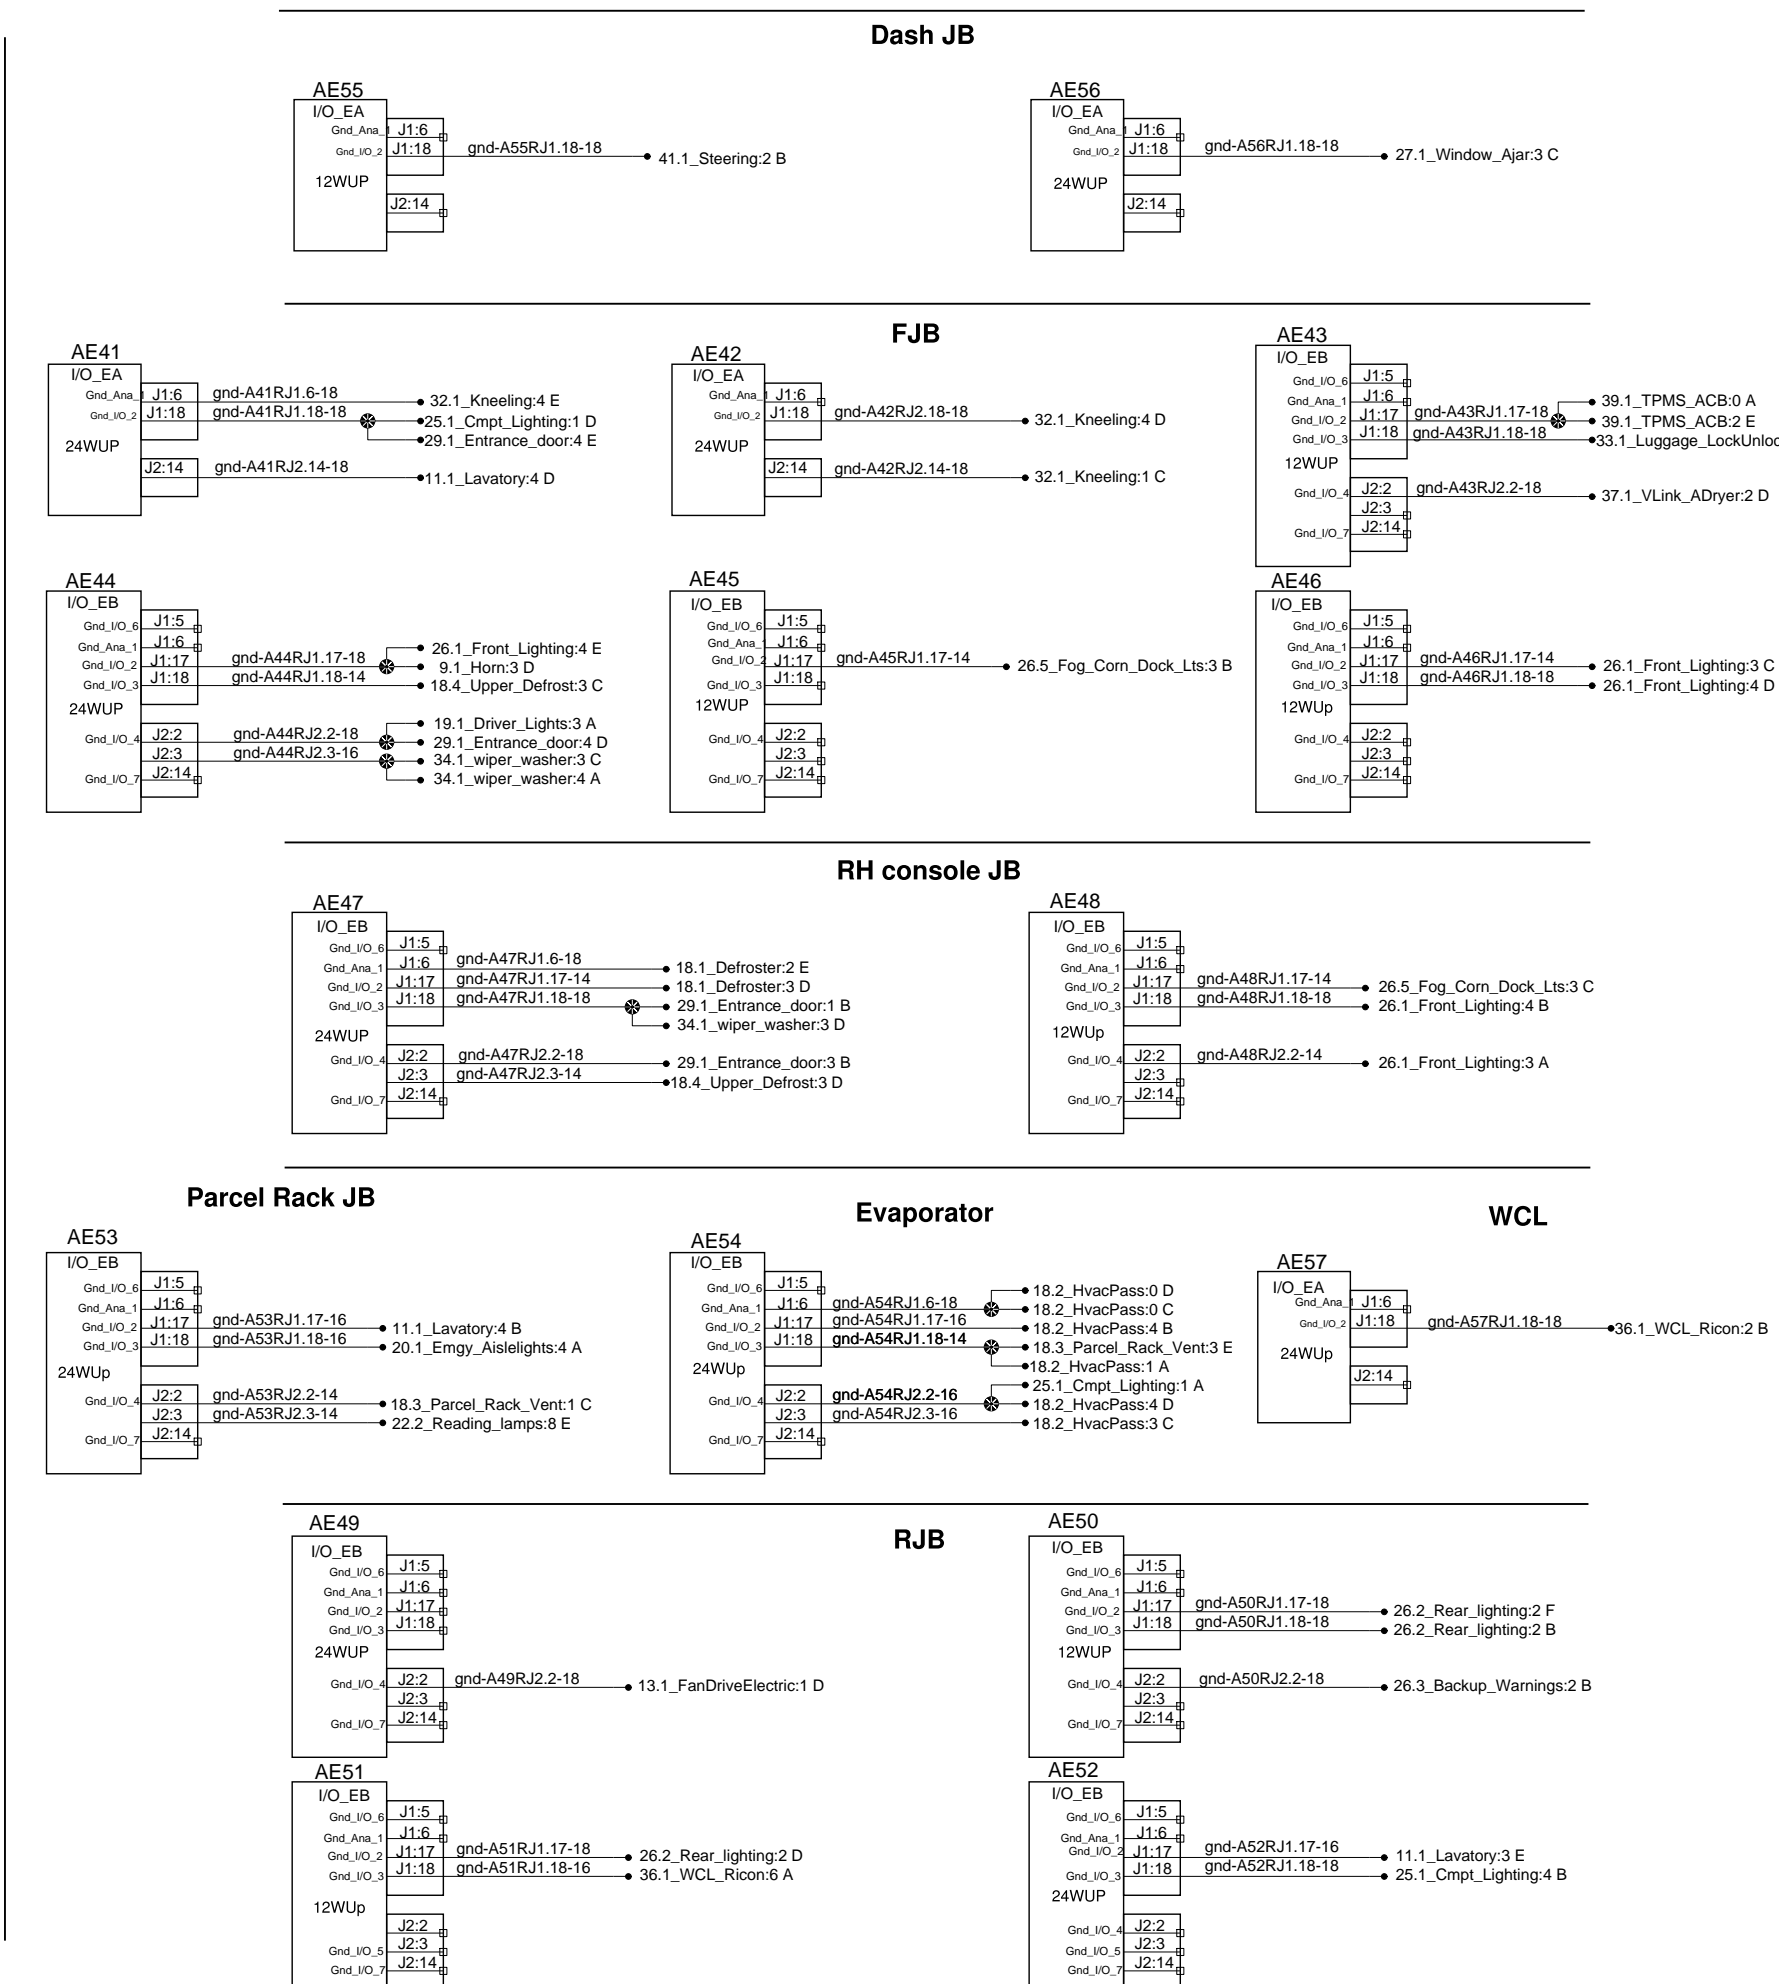 Dash JB
AE55
I/O_EA
Gnd_Ana_1 J1:6
Gnd_I/O_2 J1:18 gnd-A55RJ1.18-18 41.1_Steering:2 B
12WUP
J2:14
AE56
I/O_EA
Gnd_Ana_1 J1:6
Gnd_I/O_2 J1:18 gnd-A56RJ1.18-18 27.1_Window_Ajar:3 C
24WUP
J2:14
FJB
AE41
I/O_EA
Gnd_Ana_1 J1:6 gnd-A41RJ1.6-18 32.1_Kneeling:4 E
Gnd_I/O_2 J1:18 gnd-A41RJ1.18-18 25.1_Cmpt_Lighting:1 D
29.1_Entrance_door:4 E
24WUP
J2:14 gnd-A41RJ2.14-18 11.1_Lavatory:4 D
AE42
I/O_EA
Gnd_Ana_1 J1:6
Gnd_I/O_2 J1:18 gnd-A42RJ2.18-18 32.1_Kneeling:4 D
24WUP
J2:14 gnd-A42RJ2.14-18 32.1_Kneeling:1 C
AE43
I/O_EB
Gnd_I/O_6 J1:5
Gnd_Ana_1 J1:6 39.1_TPMS_ACB:0 A
Gnd_I/O_2 J1:17 gnd-A43RJ1.17-18 39.1_TPMS_ACB:2 E
Gnd_I/O_3 J1:18 gnd-A43RJ1.18-18 33.1_Luggage_LockUnloc
12WUP
Gnd_I/O_4 J2:2 gnd-A43RJ2.2-18 37.1_VLink_ADryer:2 D
J2:3
Gnd_I/O_7 J2:14
AE44
I/O_EB
Gnd_I/O_6 J1:5
Gnd_Ana_1 J1:6 26.1_Front_Lighting:4 E
Gnd_I/O_2 J1:17 gnd-A44RJ1.17-18 9.1_Horn:3 D
Gnd_I/O_3 J1:18 gnd-A44RJ1.18-14 18.4_Upper_Defrost:3 C
24WUP
19.1_Driver_Lights:3 A
Gnd_I/O_4 J2:2 gnd-A44RJ2.2-18 29.1_Entrance_door:4 D
J2:3 gnd-A44RJ2.3-16 34.1_wiper_washer:3 C
Gnd_I/O_7 J2:14 34.1_wiper_washer:4 A
AE45
I/O_EB
Gnd_I/O_6 J1:5
Gnd_Ana_1 J1:6
Gnd_I/O_2 J1:17 gnd-A45RJ1.17-14 26.5_Fog_Corn_Dock_Lts:3 B
Gnd_I/O_3 J1:18
12WUP
Gnd_I/O_4 J2:2
J2:3
Gnd_I/O_7 J2:14
AE46
I/O_EB
Gnd_I/O_6 J1:5
Gnd_Ana_1 J1:6
Gnd_I/O_2 J1:17 gnd-A46RJ1.17-14 26.1_Front_Lighting:3 C
Gnd_I/O_3 J1:18 gnd-A46RJ1.18-18 26.1_Front_Lighting:4 D
12WUp
Gnd_I/O_4 J2:2
J2:3
Gnd_I/O_7 J2:14
RH console JB
AE47
I/O_EB
Gnd_I/O_6 J1:5
Gnd_Ana_1 J1:6 gnd-A47RJ1.6-18 18.1_Defroster:2 E
Gnd_I/O_2 J1:17 gnd-A47RJ1.17-14 18.1_Defroster:3 D
Gnd_I/O_3 J1:18 gnd-A47RJ1.18-18 29.1_Entrance_door:1 B
34.1_wiper_washer:3 D
24WUP
Gnd_I/O_4 J2:2 gnd-A47RJ2.2-18 29.1_Entrance_door:3 B
J2:3 gnd-A47RJ2.3-14 18.4_Upper_Defrost:3 D
Gnd_I/O_7 J2:14
AE48
I/O_EB
Gnd_I/O_6 J1:5
Gnd_Ana_1 J1:6
Gnd_I/O_2 J1:17 gnd-A48RJ1.17-14 26.5_Fog_Corn_Dock_Lts:3 C
Gnd_I/O_3 J1:18 gnd-A48RJ1.18-18 26.1_Front_Lighting:4 B
12WUp
Gnd_I/O_4 J2:2 gnd-A48RJ2.2-14 26.1_Front_Lighting:3 A
J2:3
Gnd_I/O_7 J2:14
Parcel Rack JB
AE53
I/O_EB
Gnd_I/O_6 J1:5
Gnd_Ana_1 J1:6
Gnd_I/O_2 J1:17 gnd-A53RJ1.17-16 11.1_Lavatory:4 B
Gnd_I/O_3 J1:18 gnd-A53RJ1.18-16 20.1_Emgy_Aislelights:4 A
24WUp
Gnd_I/O_4 J2:2 gnd-A53RJ2.2-14 18.3_Parcel_Rack_Vent:1 C
J2:3 gnd-A53RJ2.3-14 22.2_Reading_lamps:8 E
Gnd_I/O_7 J2:14
Evaporator
AE54
I/O_EB
Gnd_I/O_6 J1:5 18.2_HvacPass:0 D
Gnd_Ana_1 J1:6 gnd-A54RJ1.6-18 18.2_HvacPass:0 C
Gnd_I/O_2 J1:17 gnd-A54RJ1.17-16 18.2_HvacPass:4 B
Gnd_I/O_3 J1:18 gnd-A54RJ1.18-14 18.3_Parcel_Rack_Vent:3 E
18.2_HvacPass:1 A
24WUp
25.1_Cmpt_Lighting:1 A
Gnd_I/O_4 J2:2 gnd-A54RJ2.2-16 18.2_HvacPass:4 D
J2:3 gnd-A54RJ2.3-16 18.2_HvacPass:3 C
Gnd_I/O_7 J2:14
WCL
AE57
I/O_EA
Gnd_Ana_1 J1:6
Gnd_I/O_2 J1:18 gnd-A57RJ1.18-18 36.1_WCL_Ricon:2 B
24WUp
J2:14
RJB
AE49
I/O_EB
Gnd_I/O_6 J1:5
Gnd_Ana_1 J1:6
Gnd_I/O_2 J1:17
Gnd_I/O_3 J1:18
24WUP
Gnd_I/O_4 J2:2 gnd-A49RJ2.2-18 13.1_FanDriveElectric:1 D
J2:3
Gnd_I/O_7 J2:14
AE50
I/O_EB
Gnd_I/O_6 J1:5
Gnd_Ana_1 J1:6
Gnd_I/O_2 J1:17 gnd-A50RJ1.17-18 26.2_Rear_lighting:2 F
Gnd_I/O_3 J1:18 gnd-A50RJ1.18-18 26.2_Rear_lighting:2 B
12WUP
Gnd_I/O_4 J2:2 gnd-A50RJ2.2-18 26.3_Backup_Warnings:2 B
J2:3
Gnd_I/O_7 J2:14
AE51
I/O_EB
Gnd_I/O_6 J1:5
Gnd_Ana_1 J1:6
Gnd_I/O_2 J1:17 gnd-A51RJ1.17-18 26.2_Rear_lighting:2 D
Gnd_I/O_3 J1:18 gnd-A51RJ1.18-16 36.1_WCL_Ricon:6 A
12WUp
J2:2
Gnd_I/O_5 J2:3
Gnd_I/O_7 J2:14
AE52
I/O_EB
Gnd_I/O_6 J1:5
Gnd_Ana_1 J1:6
Gnd_I/O_2 J1:17 gnd-A52RJ1.17-16 11.1_Lavatory:3 E
Gnd_I/O_3 J1:18 gnd-A52RJ1.18-18 25.1_Cmpt_Lighting:4 B
24WUP
Gnd_I/O_4 J2:2
Gnd_I/O_5 J2:3
Gnd_I/O_7 J2:14